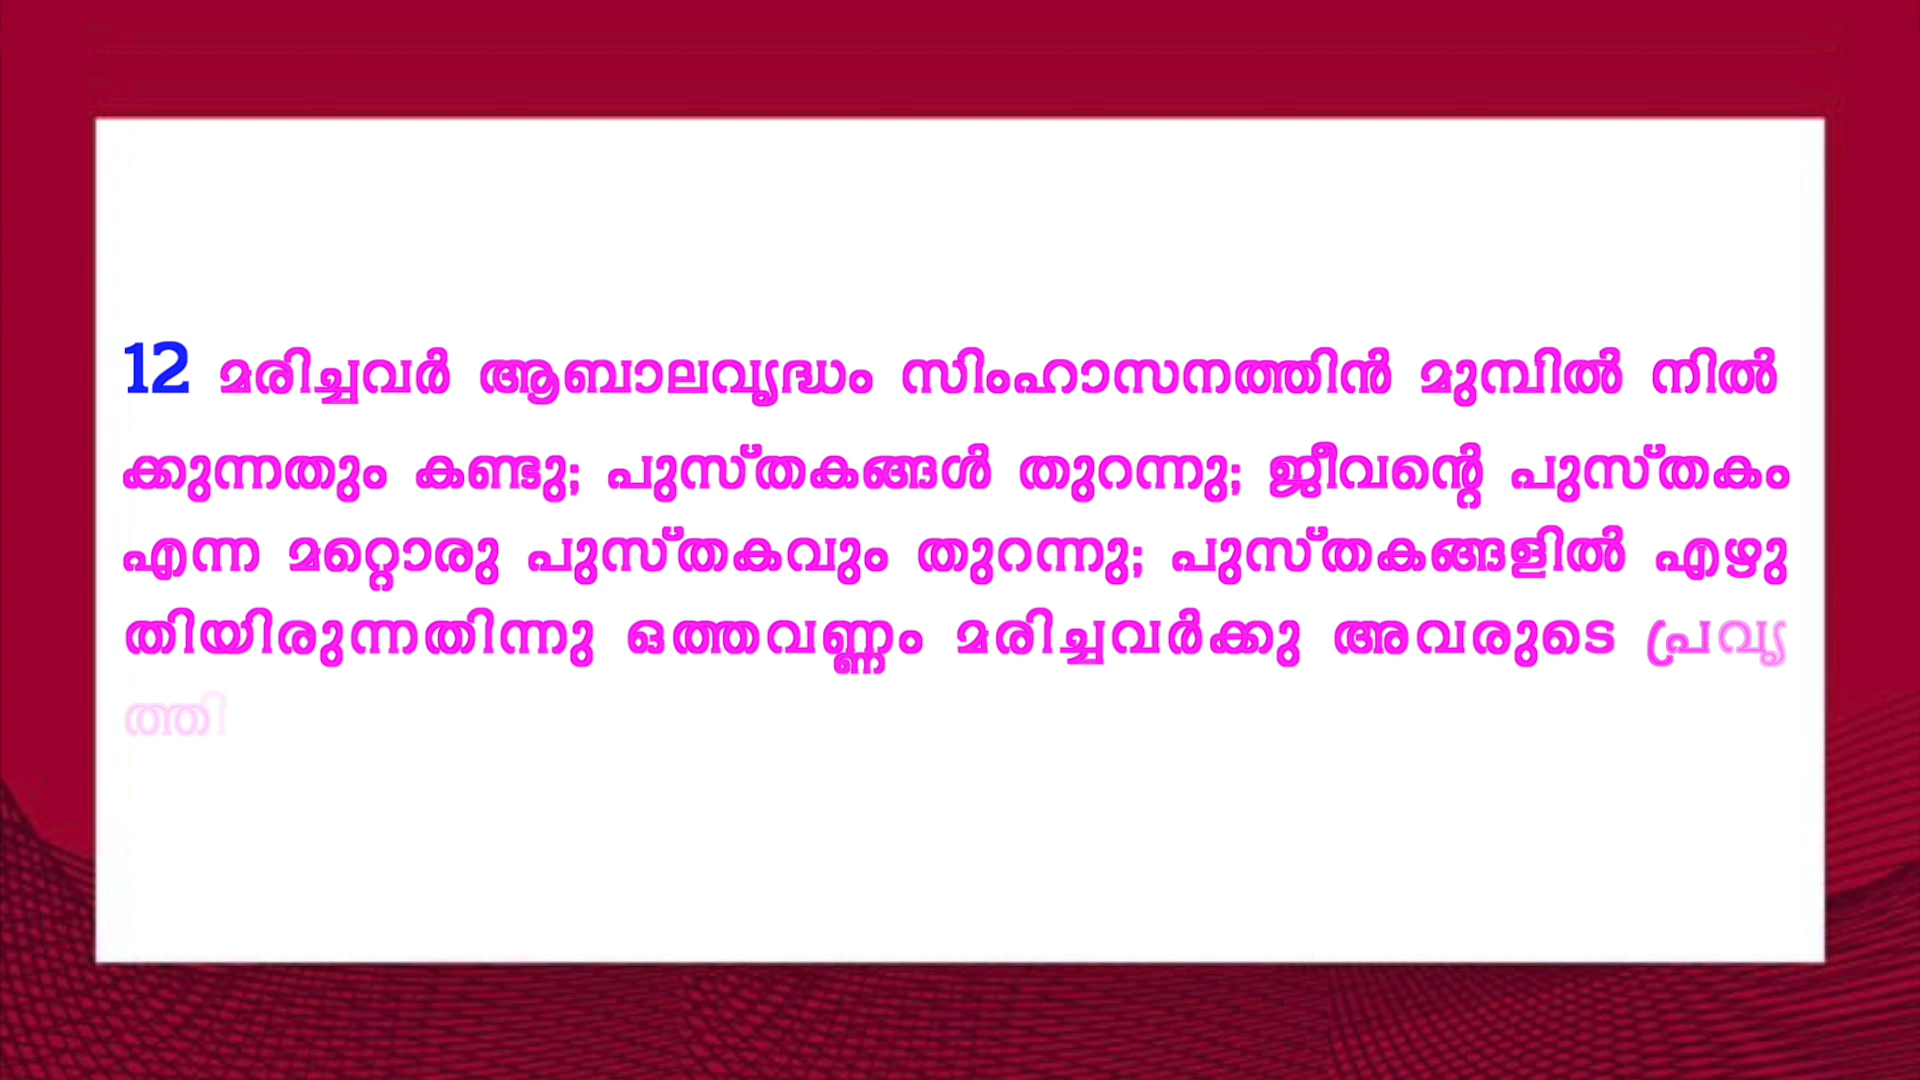 12 മരിച്ചവർ ആബാലവൃദ്ധം സിംഹാസനത്തിൻ മുമ്പിൽ നിൽ
ക്കുന്നതും കണ്ടു; പുസ്തകങ്ങൾ തുറന്നു; ജീവന്റെ പുസ്തകം
എന്ന മറ്റൊരു പുസ്തകവും തുറന്നു; പുസ്തകങ്ങളിൽ എഴു
തിയിരുന്നതിന്നു ഒത്തവണ്ണം മരിച്ചവർക്കു അവരുടെ പ്രവൃ
ത്തി